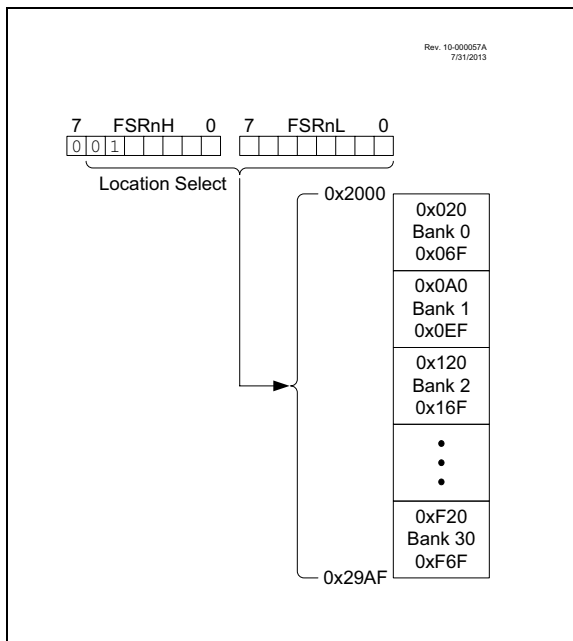 Rev. 10-000057A
7/31/2013
7 FSRnH 0 7 FSRnL 0
0 0 1
Location Select
0x2000
0x020
Bank 0
0x06F
0x0A0
Bank 1
0x0EF
0x120
Bank 2
0x16F
0xF20
Bank 30
0xF6F
0x29AF